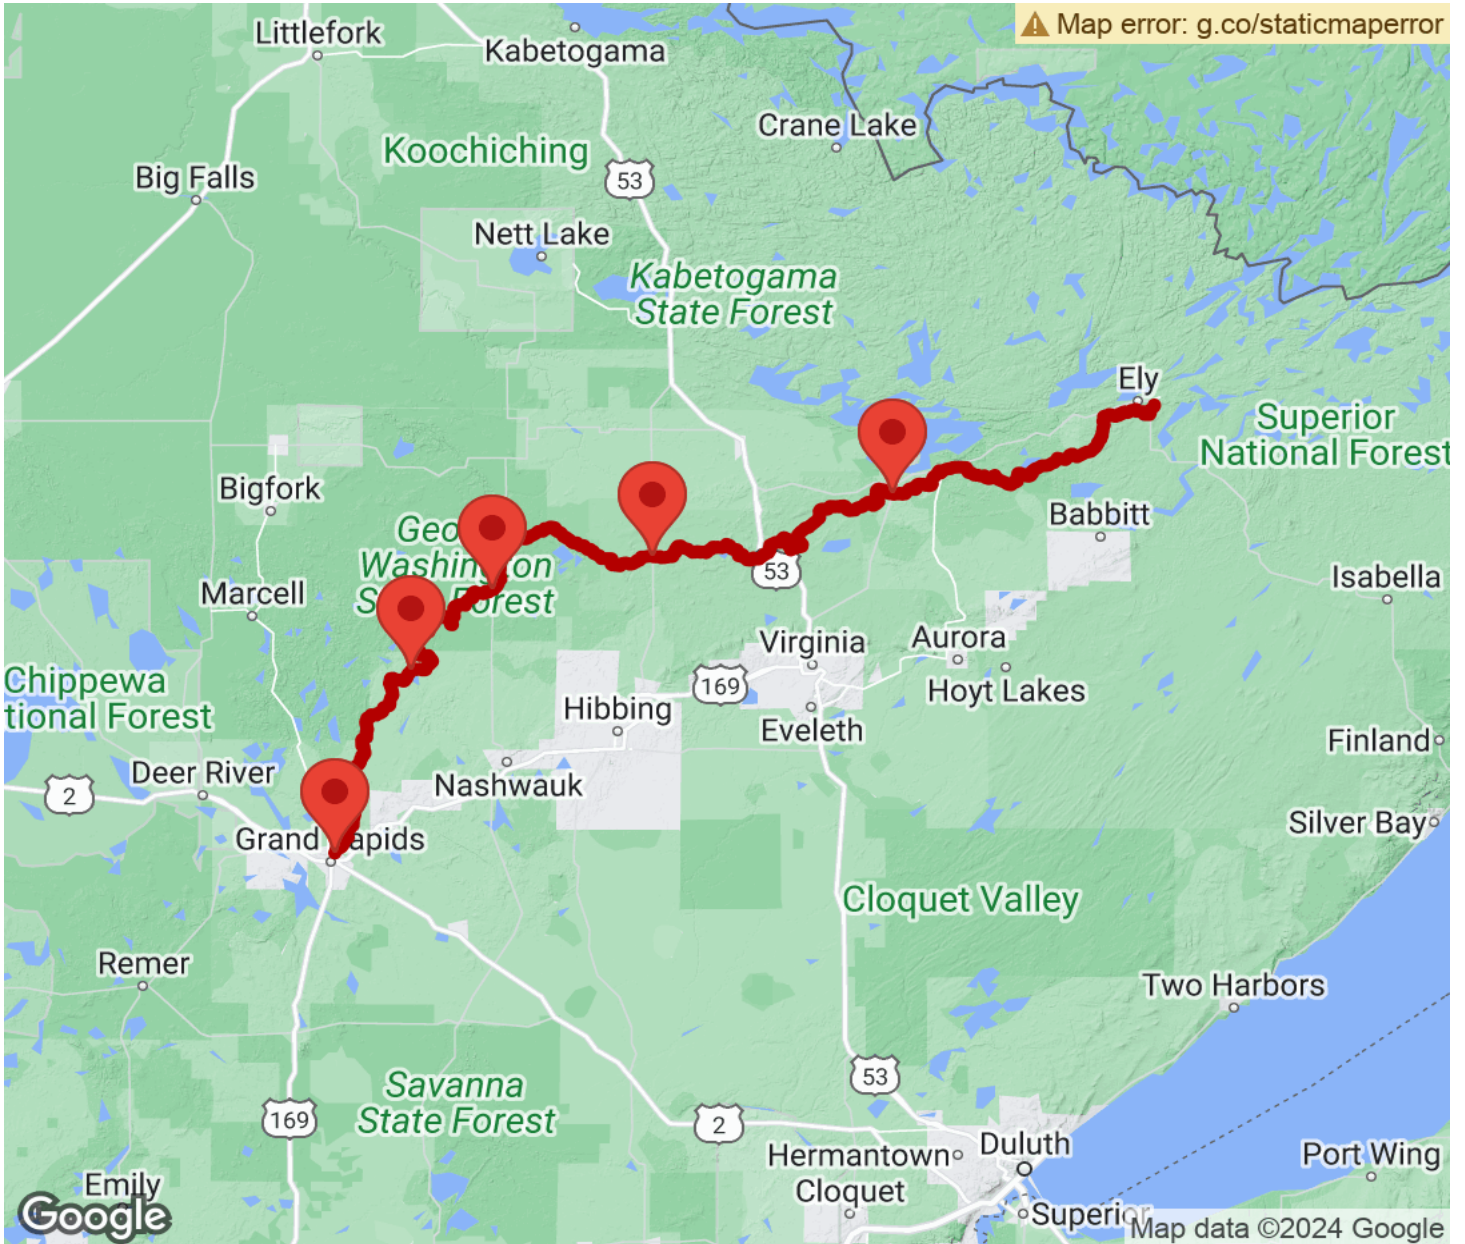 Map error: g.co/staticmaperror
Littlefork
Kabetogama
Crane Lake
Koochiching
Big Falls
53
Nett Lake
Kabetogama
State Forest
Ely
Superior
National Forest
Bigfork
Babbitt
Washington
53
Isabella
Marcell
Forest
Virginia
Aurora
Chippewa
tional Forest
169
Hoyt Lakes
Hibbing
Eveleth
Finland
Deer River
Nashwauk
2
Silver Bay
Grand
apids
Cloquet Valley
Remer
Two Harbors
53
Savanna
State Forest
169
2
Duluth
Hermantown
Port Wing
Emily
Cloquet
Superior
Google
Map data ©2024 Google